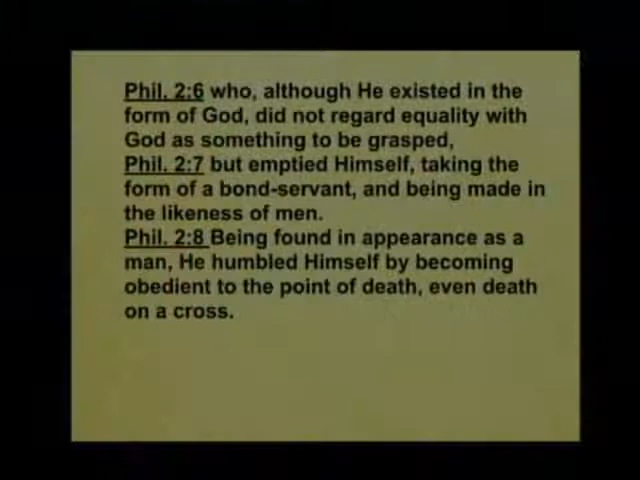 Phil. 2:6 who, although He existed in the
form of God, did not regard equality with
God as something to be grasped,
Phil. 2:7 but emptied Himself, taking the
form of a bond-servant, and being made in
the likeness of men.
Phil. 2:8 Being found in appearance as a
man, He humbled Himself by becoming
obedient to the point of death, even death
on a cross.